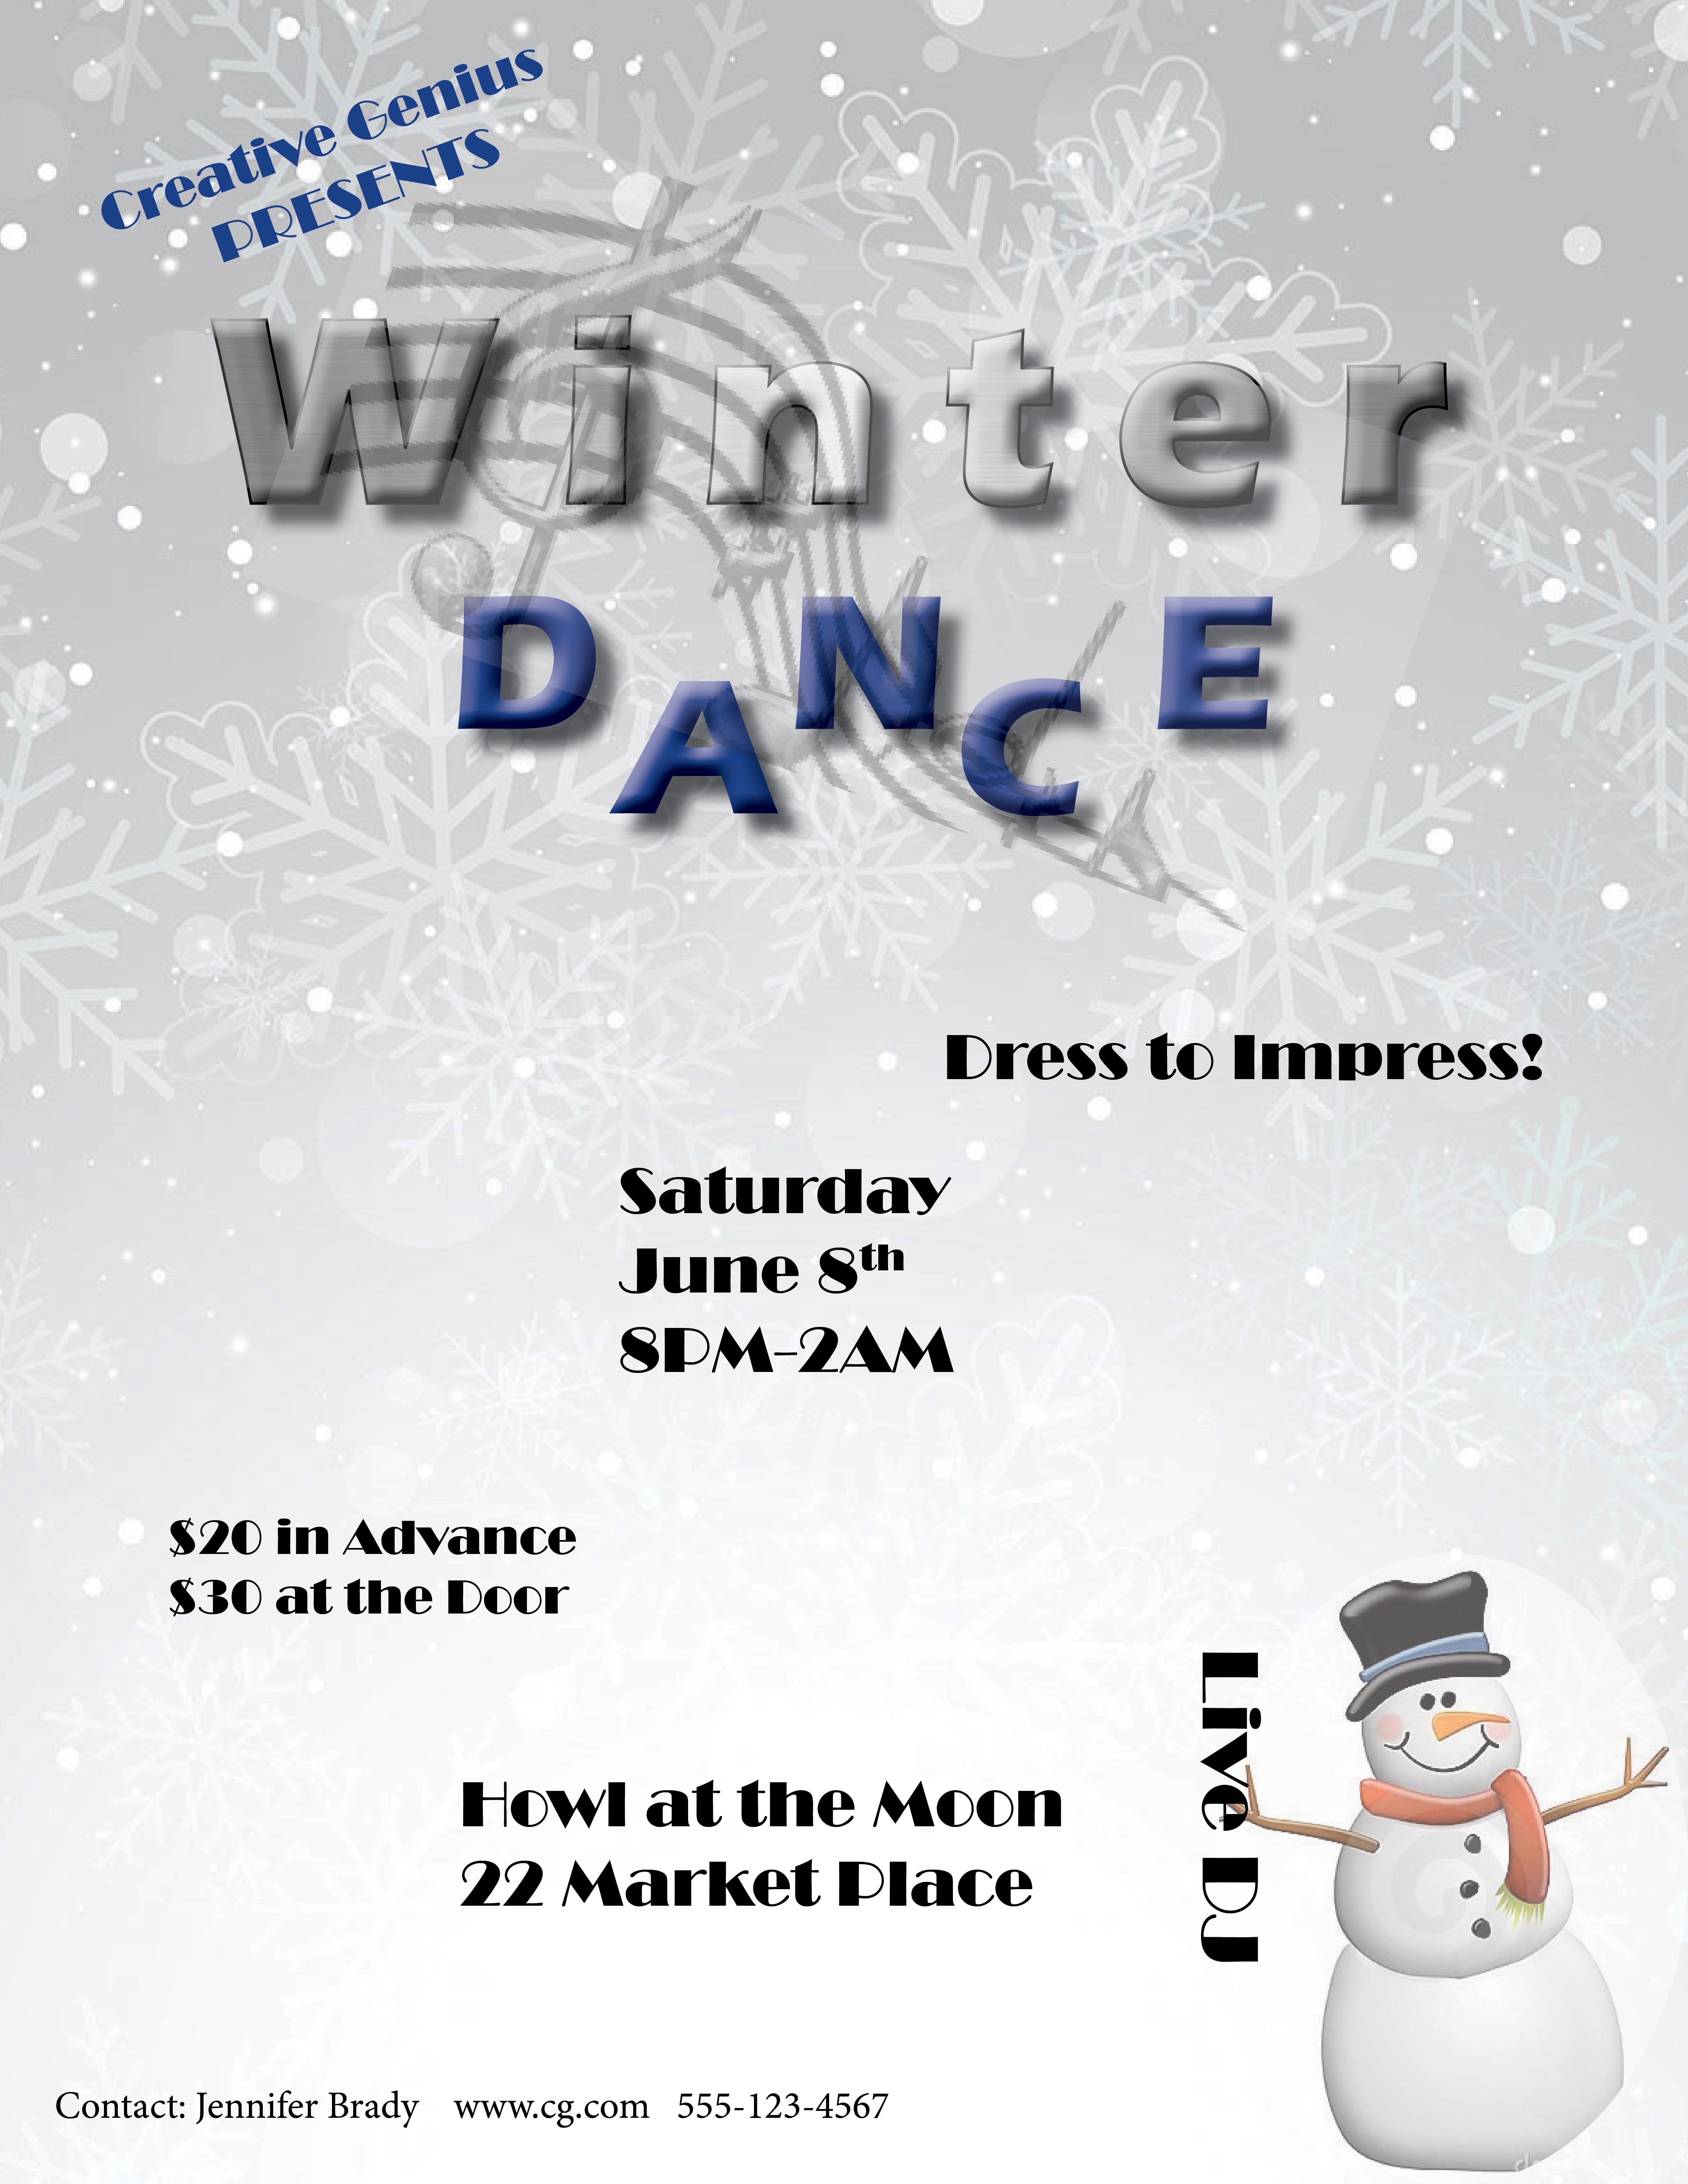 Creative Genius
PRESENTS
Winter
DANCE
Dress to Impress!
Saturday
June 8th
8PM-2AM
$20 in Advance
$30 at the Door
Live DJ
Howl at the Moon
22 Market Place
Contact: Jennifer Brady www.cg.com 555-123-4567